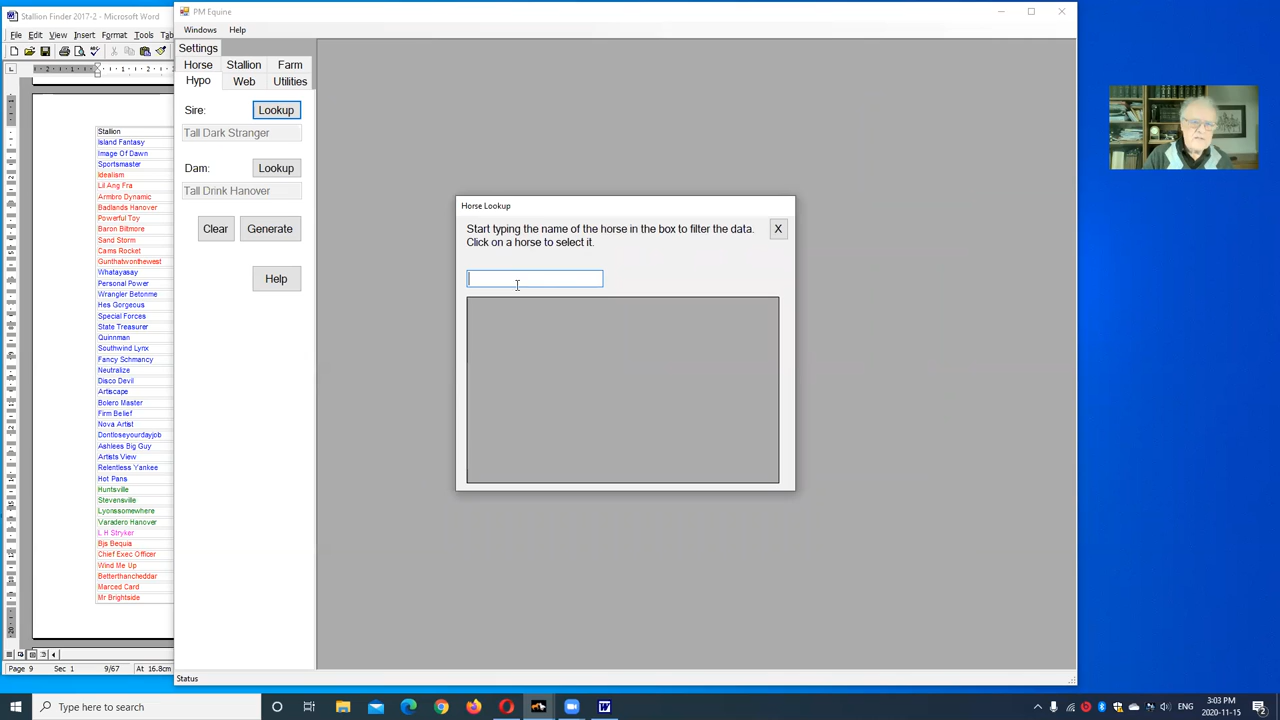 Stallion Finder 2017-2 - Microsoft Word
File Edit View Insert Format Tools Tab
Stallion
Island Fantasy
Image Of Dawn
Sportsmaster
Idealism
Lil Ang Fra
Armbro Dynamic
Badlands Hanover
Powerful Toy
Baron Biltmore
Sand Storm
Cams Rocket
Gunthatwonthewest
Whatayasay
Personal Power
Wrangler Betonme
Hes Gorgeous
Special Forces
State Treasurer
Quinnman
Southwind Lynx
Fancy Schmancy
Neutralize
Disco Devil
Artiscape
Bolero Master
Firm Belief
Nova Artist
Dontloseyourdayjob
Ashlees Big Guy
Artists View
Relentless Yankee
Hot Pans
Huntsville
Stevensville
Lyonssomewhere
Varadero Hanover
L H Stryker
Bjs Bequia
Chief Exec Officer
Wind Me Up
Betterthancheddar
Marced Card
Mr Brightside
Page 9 Sec 1 9/67 At 16.8cm
PM Equine
Windows Help
Settings
Horse Stallion Farm
Hypo Web Utilities
Sire: Lookup
Tall Dark Stranger
Dam: Lookup
Tall Drink Hanover
Clear Generate
Help
Status
Horse Lookup
Start typing the name of the horse in the box to filter the data. X
Click on a horse to select it.
Type here to search
3:03 PM
2020-11-15